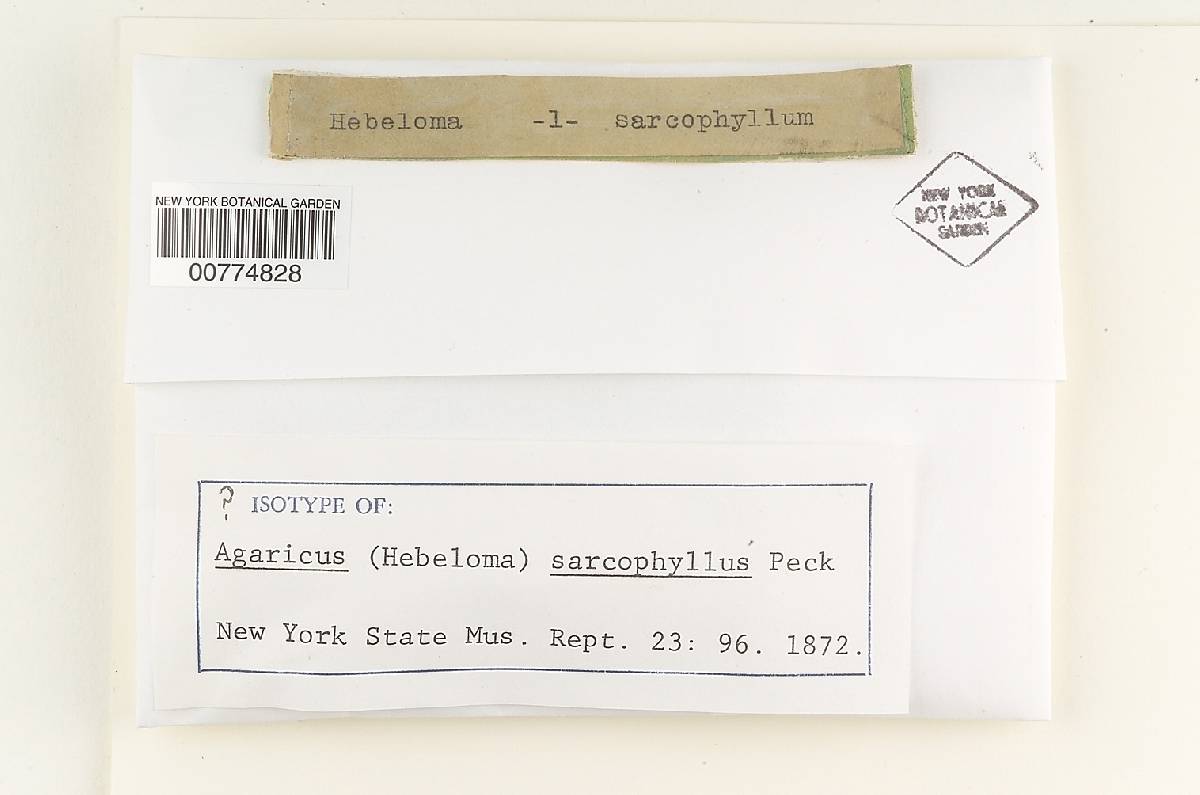 Hebeloma -1- sarcophyllum
NEW YORK BOTANICAL GARDEN
00774828
NEW YORK
BOTANICAL
GARDEN
? ISOTYPE OF:
Agaricus (Hebeloma) sarcophyllus Peck
New York State Mus. Rept. 23: 96. 1872.